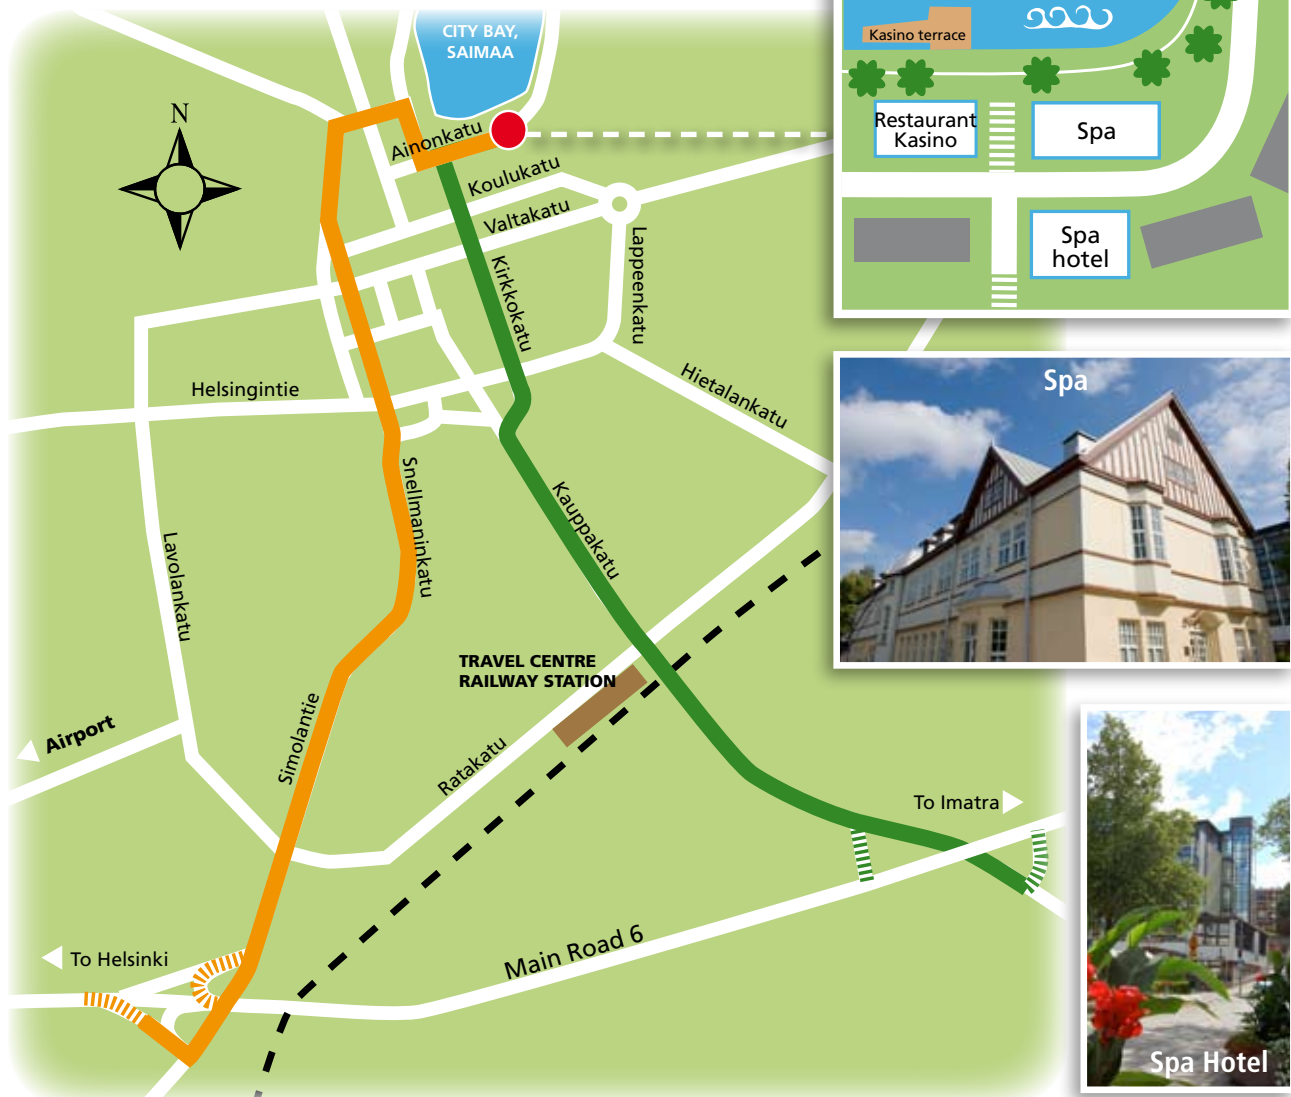 CITY BAY,
SAIMAA
N
Ainonkatu
Koulukatu
Valtakatu
Kirkkokatu
Lappeenkatu
Hietalankatu
Helsingintie
Snellmaninkatu
Kauppakatu
Lavolankatu
TRAVEL CENTRE
RAILWAY STATION
Simolantie
Airport
Ratakatu
To Imatra
To Helsinki
Main Road 6
Kasino terrace
Restaurant
Kasino
Spa
Spa
hotel
Spa
Spa Hotel